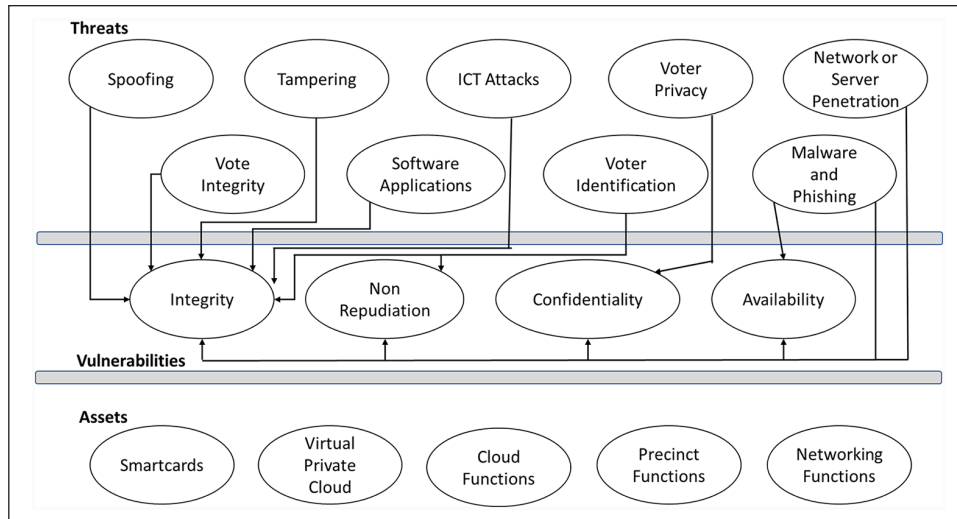 Threats
Spoofing
Tampering
ICT Attacks
Voter
Privacy
Network or
Server
Penetration
Vote
Integrity
Software
Applications
Voter
Identification
Malware
and
Phishing
Integrity
Non
Repudiation
Confidentiality
Availability
Vulnerabilities
Assets
Smartcards
Virtual
Private
Cloud
Cloud
Functions
Precinct
Functions
Networking
Functions